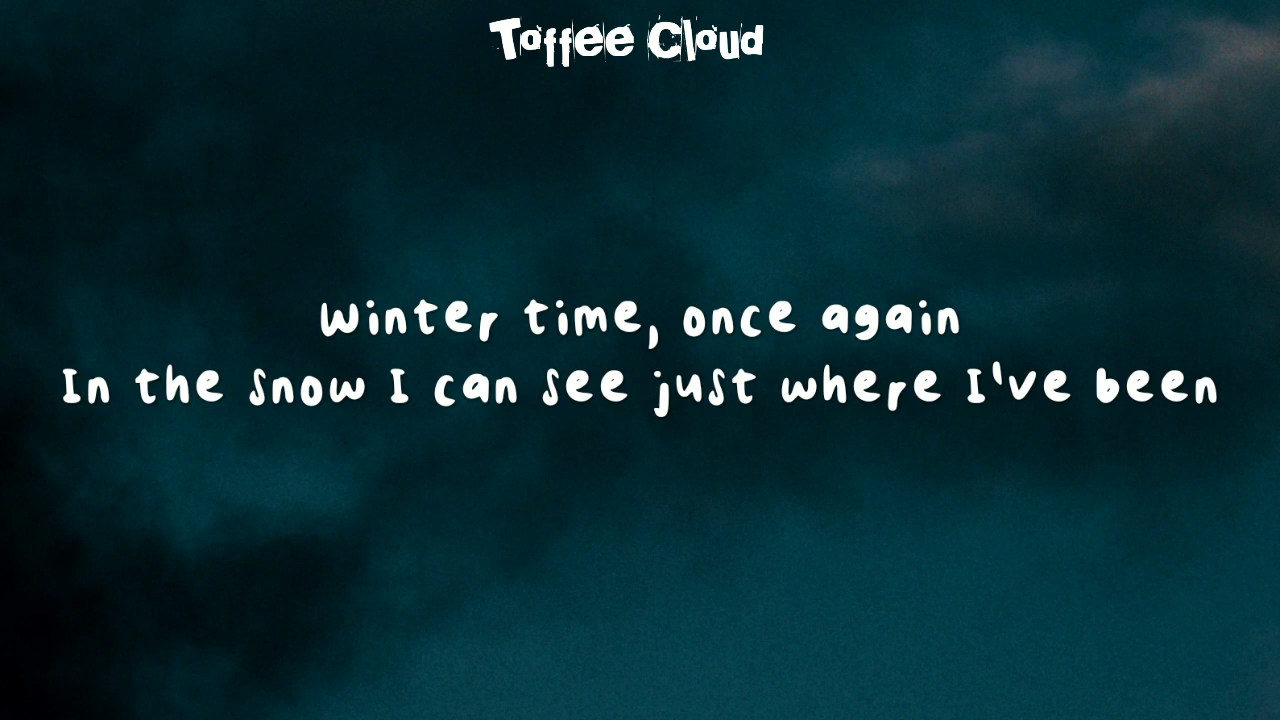 Toffee Cloud
Winter time, once again
In the snow I can see just where I've been